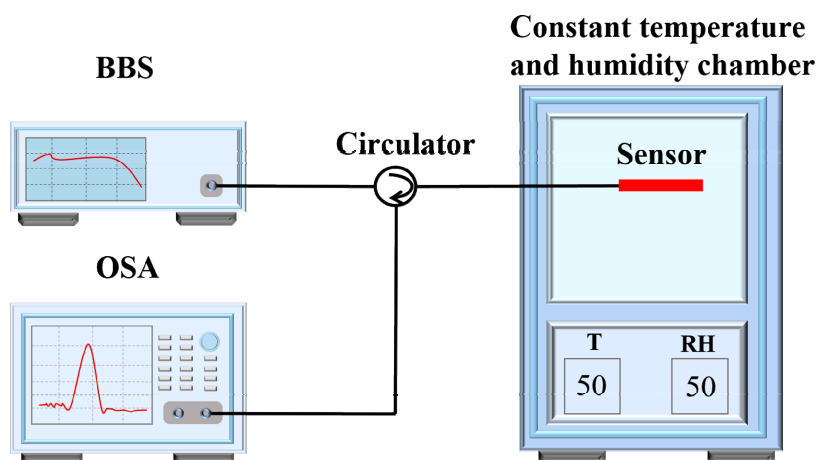 Constant temperature
and humidity chamber
BBS
Circulator
Sensor
OSA
T
RH
50
50